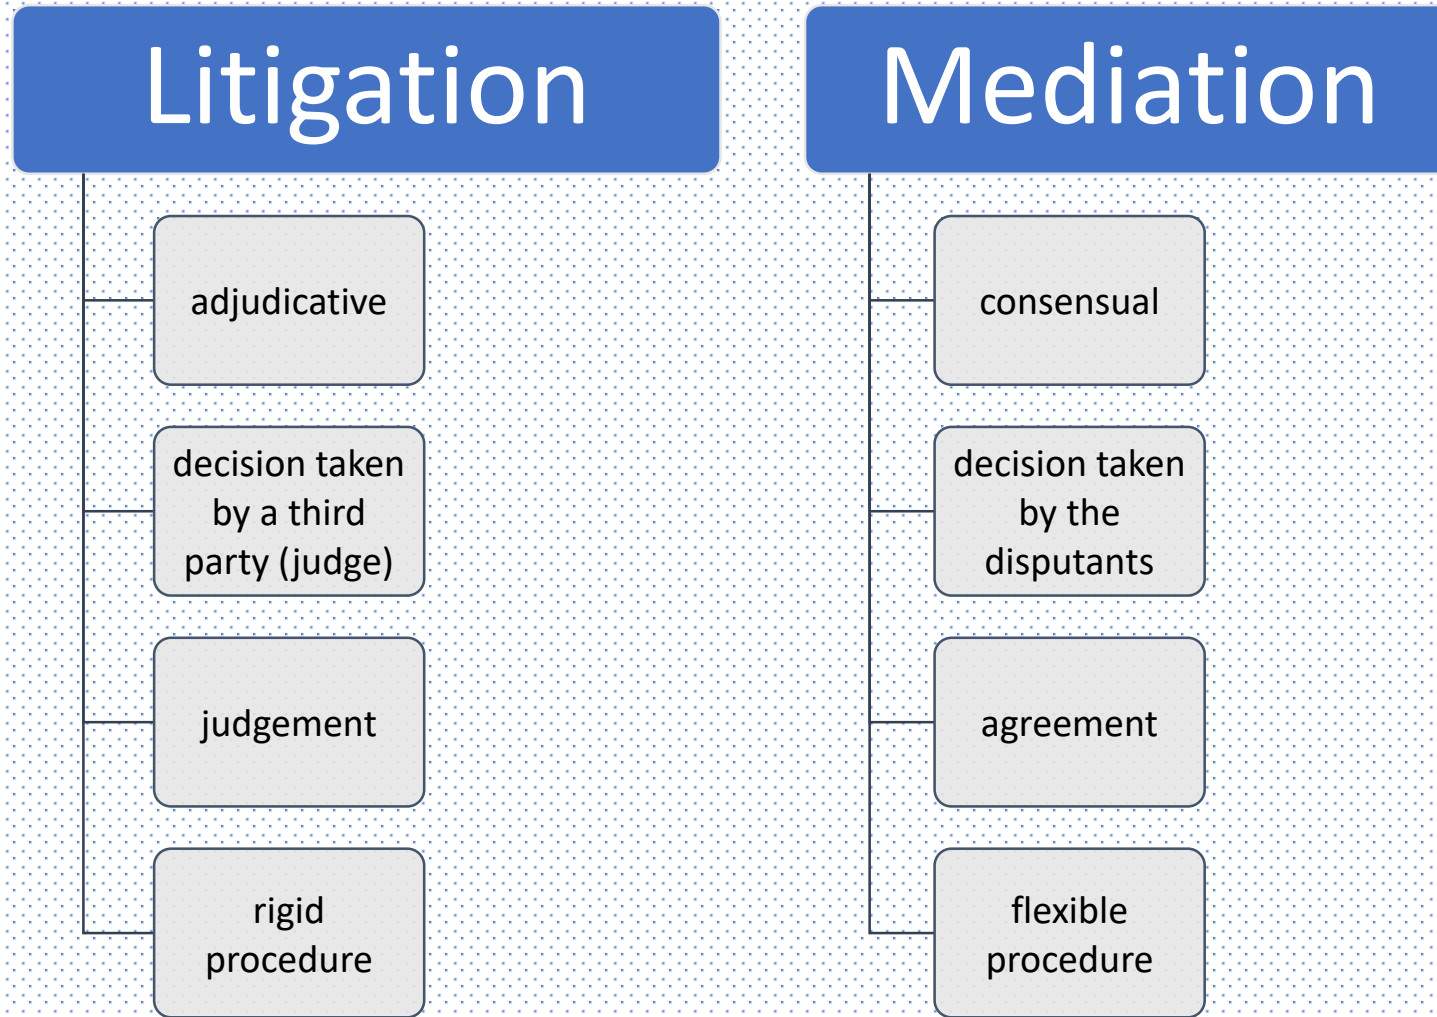 Litigation
adjudicative
decision taken
by a third
party (judge)
judgement
rigid
procedure
Mediation
consensual
decision taken
by the
disputants
agreement
flexible
procedure